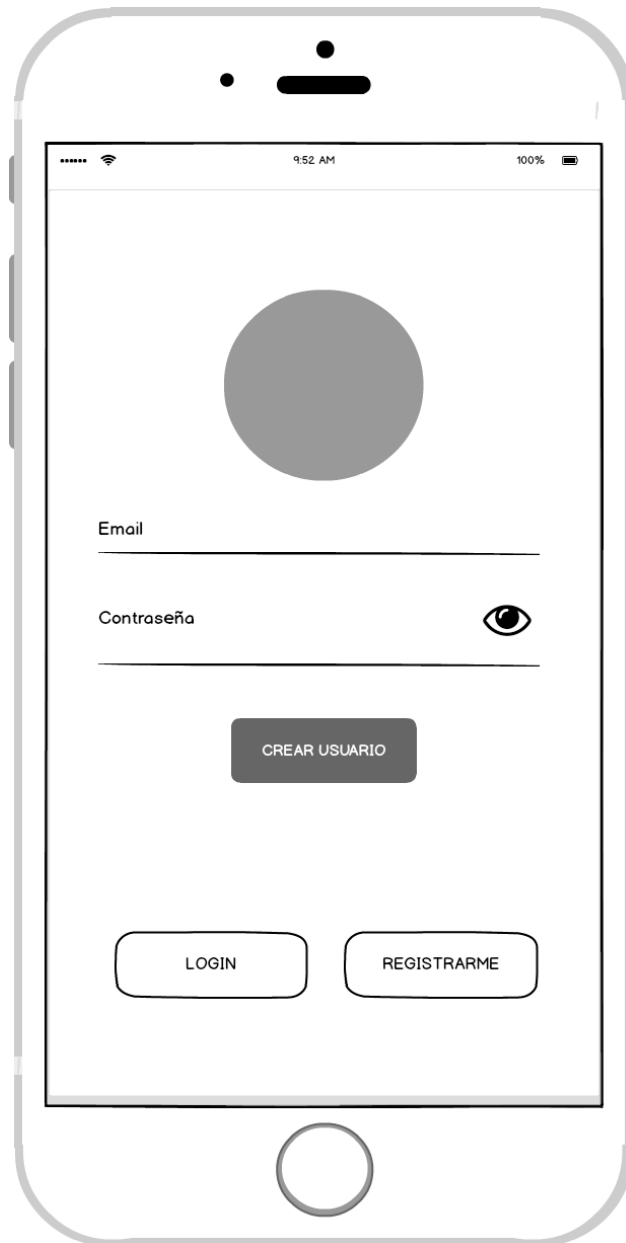 9:52 AM 100%
Email
Contraseña
CREAR USUARIO
LOGIN REGISTRARME